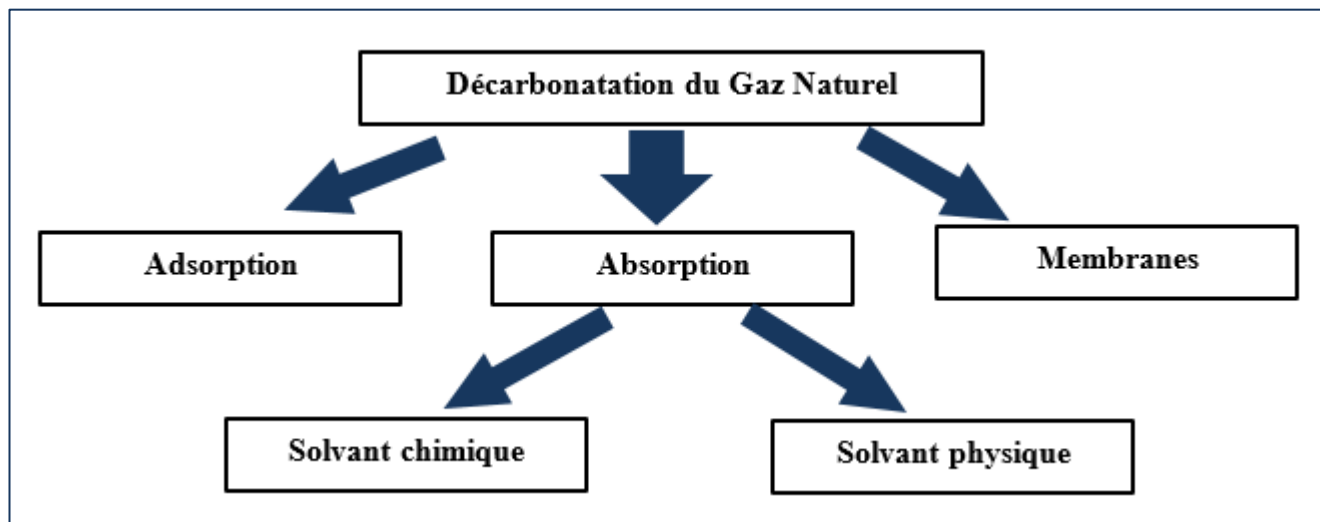 Décarbonatation du Gaz Naturel
Adsorption
Absorption
Membranes
Solvant chimique
Solvant physique